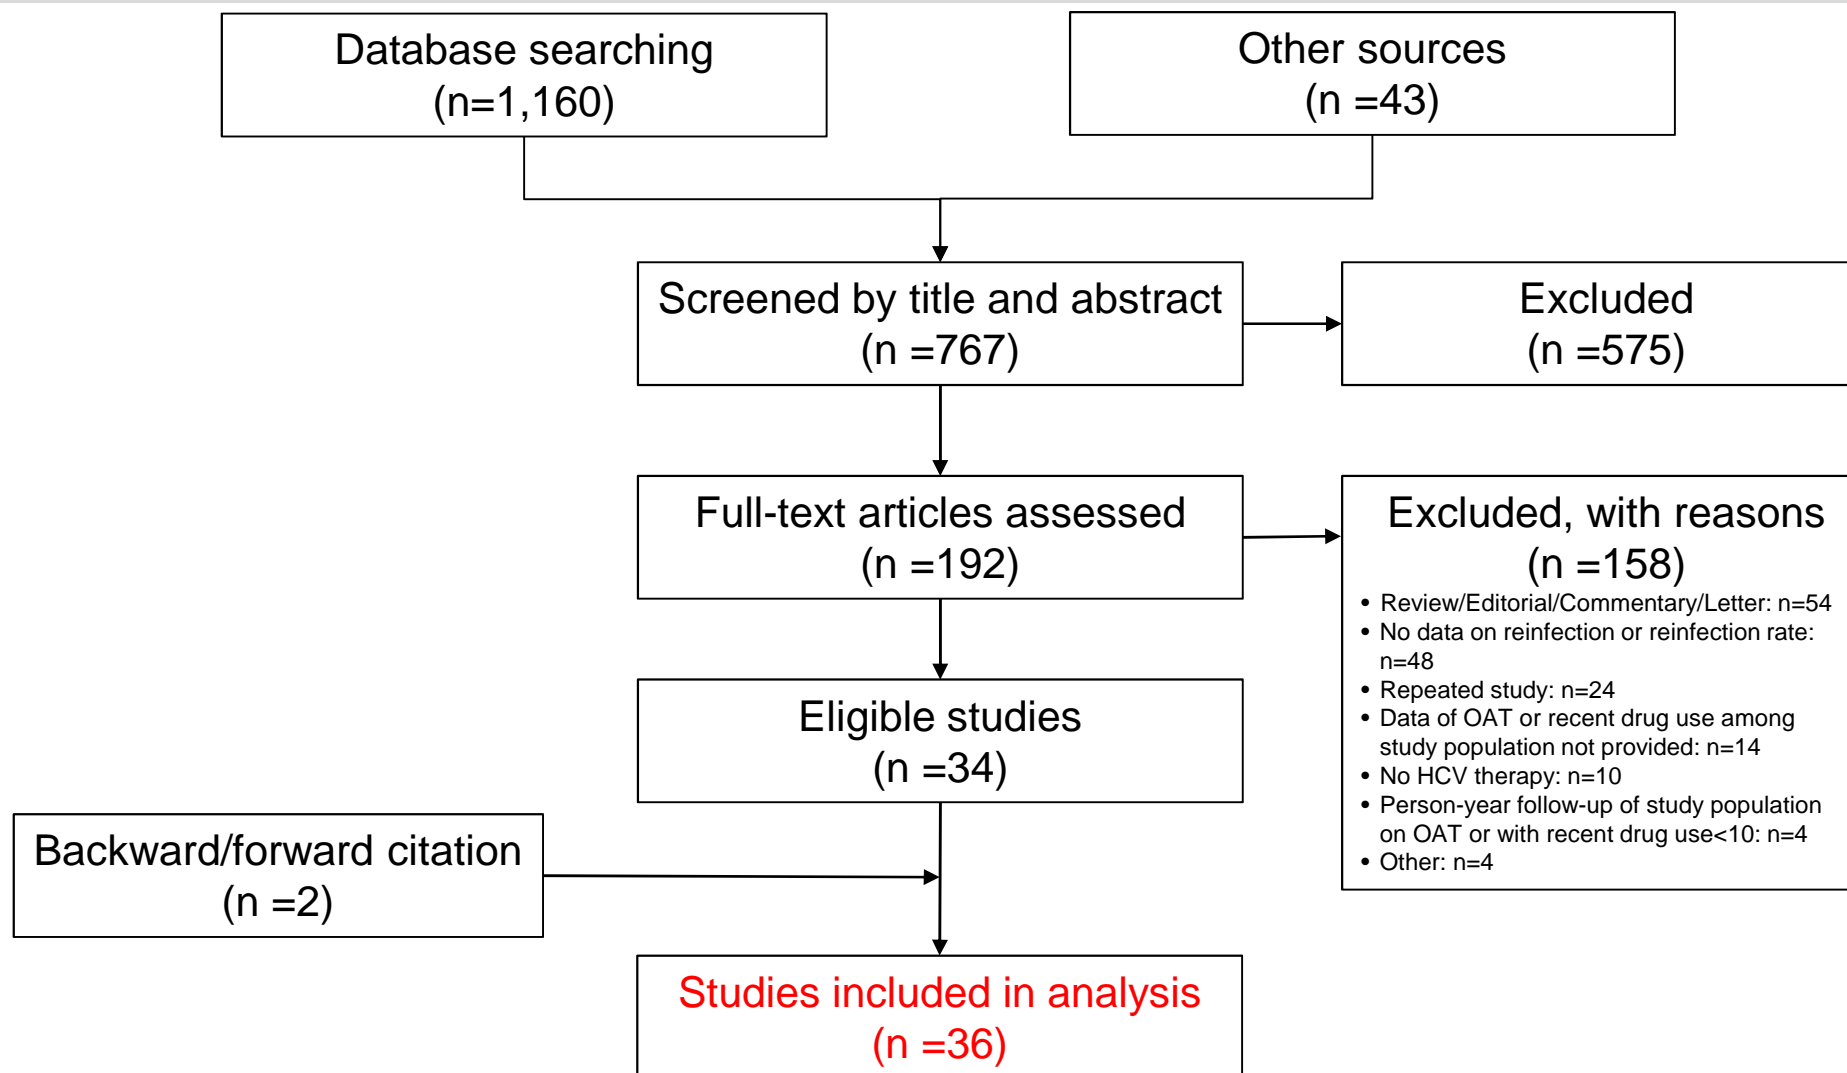 Database searching
(n=1,160)
Other sources
(n =43)
Screened by title and abstract
(n =767)
Excluded
(n =575)
Full-text articles assessed
(n =192)
Excluded, with reasons
(n =158)
• Review/Editorial/Commentary/Letter: n=54
• No data on reinfection or reinfection rate:
n=48
• Repeated study: n=24
• Data of OAT or recent drug use among
study population not provided: n=14
• No HCV therapy: n=10
• Person-year follow-up of study population
on OAT or with recent drug use<10: n=4
• Other: n=4
Eligible studies
(n =34)
Backward/forward citation
(n =2)
Studies included in analysis
(n =36)